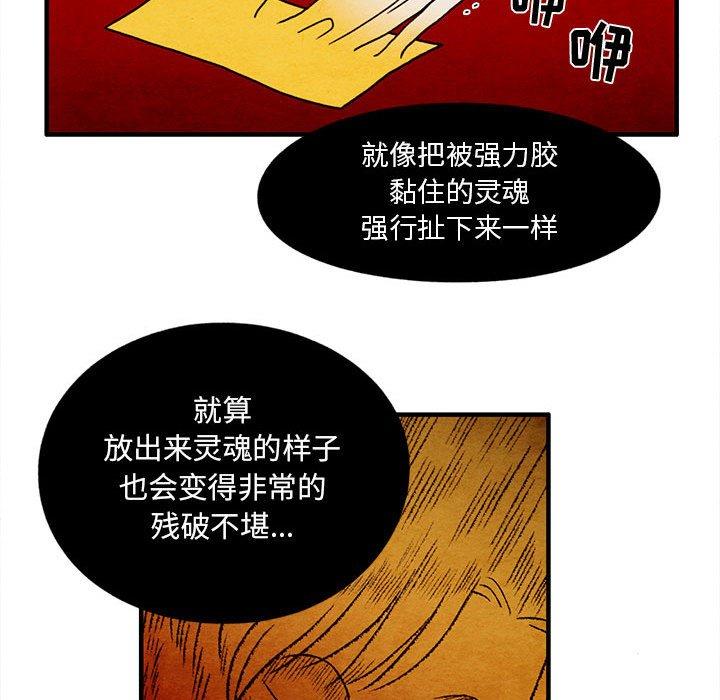 咿
咿
就像把被强力胶
黏住的灵魂
强行扯下来一样
就算
放出来灵魂的样子
也会变得非常的
残破不堪...